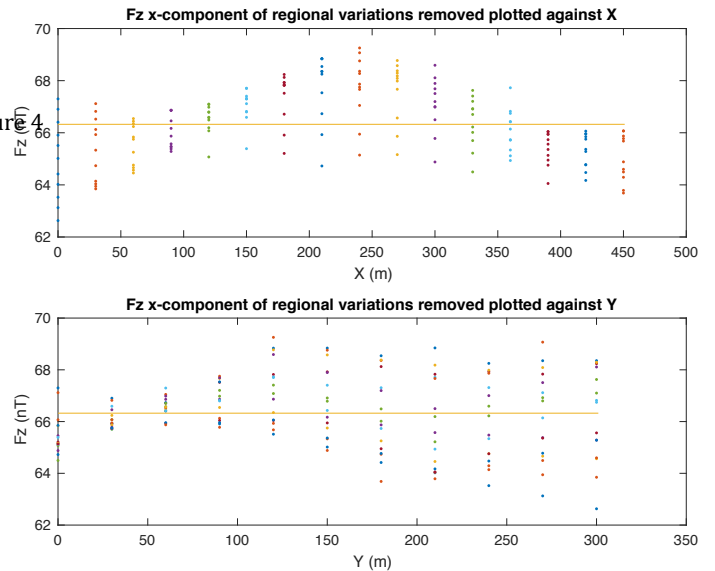 Fz x-component of regional variations removed plotted against X
70
68
66
64
62
Fz (nT)
0 50 100 150 200 250 300 350 400 450 500
X (m)
Fz x-component of regional variations removed plotted against Y
70
68
66
64
62
Fz (nT)
0 50 100 150 200 250 300 350
Y (m)